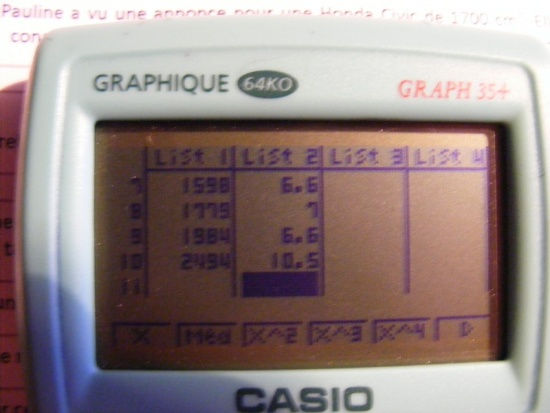 Pauline a vu une annonce pour une Honda Civic de 1700 cm
GRAPHIQUE 64KO GRAPH 35+
List 1 List 2 List 3 List 4
7 1598 6.6
8 1779 7
9 1984 6.6
10 2494 10.5
11
X Méd X^2 X^3 X^4 ▷
CASIO